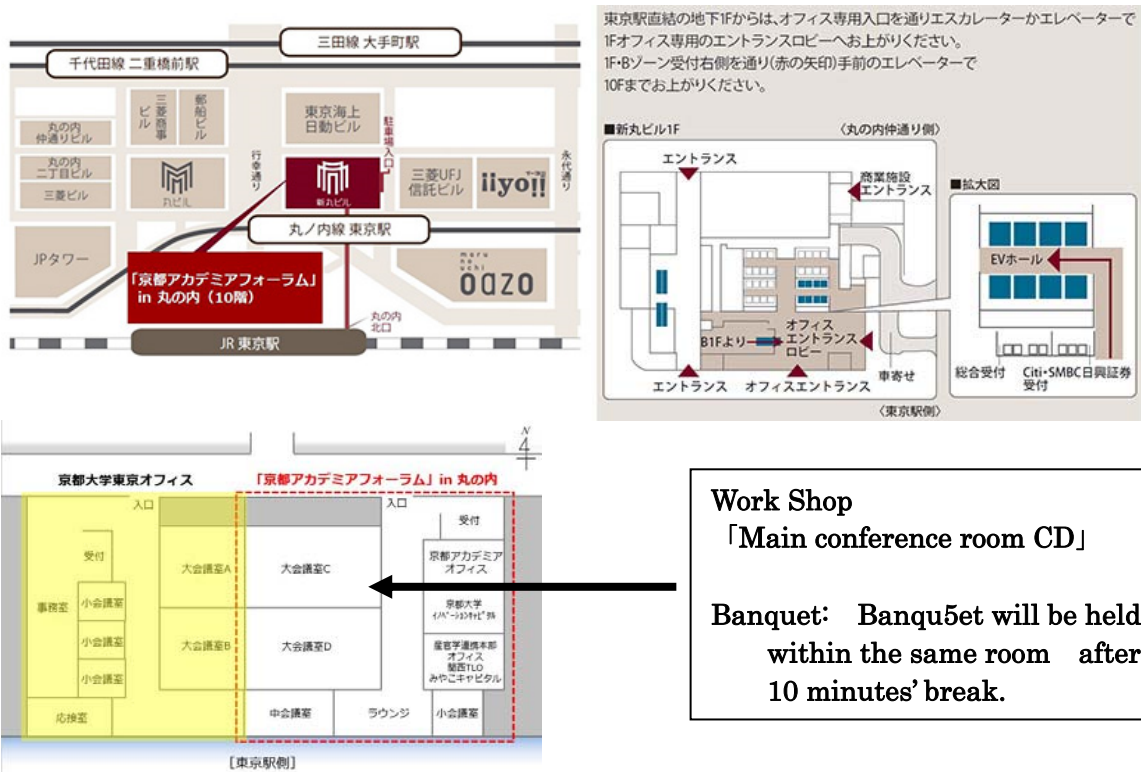 三田線 大手町駅
千代田線 二重橋前駅
丸の内
仲通りビル
三菱商事
ビル
郵船ビル
東京海上
日動ビル
駐車場入口
丸の内
二丁目ビル
三菱ビル
丸ビル
行幸通り
新丸ビル
三菱UFJ
信託ビル
iiyo!!
永代通り
丸ノ内線 東京駅
JPタワー
「京都アカデミアフォーラム」
in 丸の内（10階）
maru
no
uchi
oazo
丸の内
北口
JR 東京駅
東京駅直結の地下1Fからは、オフィス専用入口を通りエスカレーターかエレベーターで
1Fオフィス専用のエントランスロビーへお上がりください。
1F・Bゾーン受付右側を通り(赤の矢印)手前のエレベーターで
10Fまでお上がりください。
■新丸ビル1F
〈丸の内仲通り側〉
エントランス
商業施設
エントランス
オフィス
エントランス
ロビー
B1Fより
エントランス
オフィスエントランス
車寄せ
〈東京駅側〉
■拡大図
EVホール
総合受付
Citi・SMBC日興証券
受付
N
4
京都大学東京オフィス
「京都アカデミアフォーラム」in 丸の内
入口
受付
事務室
小会議室
小会議室
小会議室
応接室
大会議室A
大会議室B
大会議室C
大会議室D
入口
受付
京都アカデミア
オフィス
京都大学
イノベーションキャピタル
産官学連携本部
オフィス
関西TLO
みやこキャピタル
中会議室
ラウンジ
小会議室
［東京駅側］
Work Shop
「Main conference room CD」
Banquet: Banqu5et will be held
within the same room after
10 minutes' break.